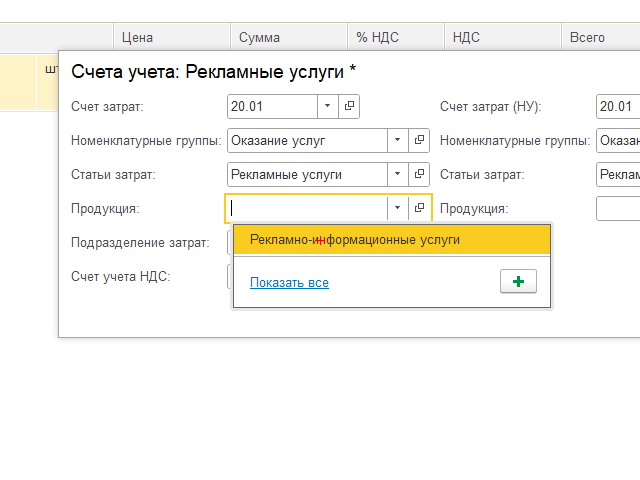 Цена Сумма % НДС НДС Всего
шт
Счета учета: Рекламные услуги *
Счет затрат: 20.01 Счет затрат (НУ): 20.01
Номенклатурные группы: Оказание услуг Номенклатурные группы: Оказан
Статьи затрат: Рекламные услуги Статьи затрат: Реклам
Продукция: Продукция:
Подразделение затрат: Рекламно-информационные услуги
Счет учета НДС: Показать все